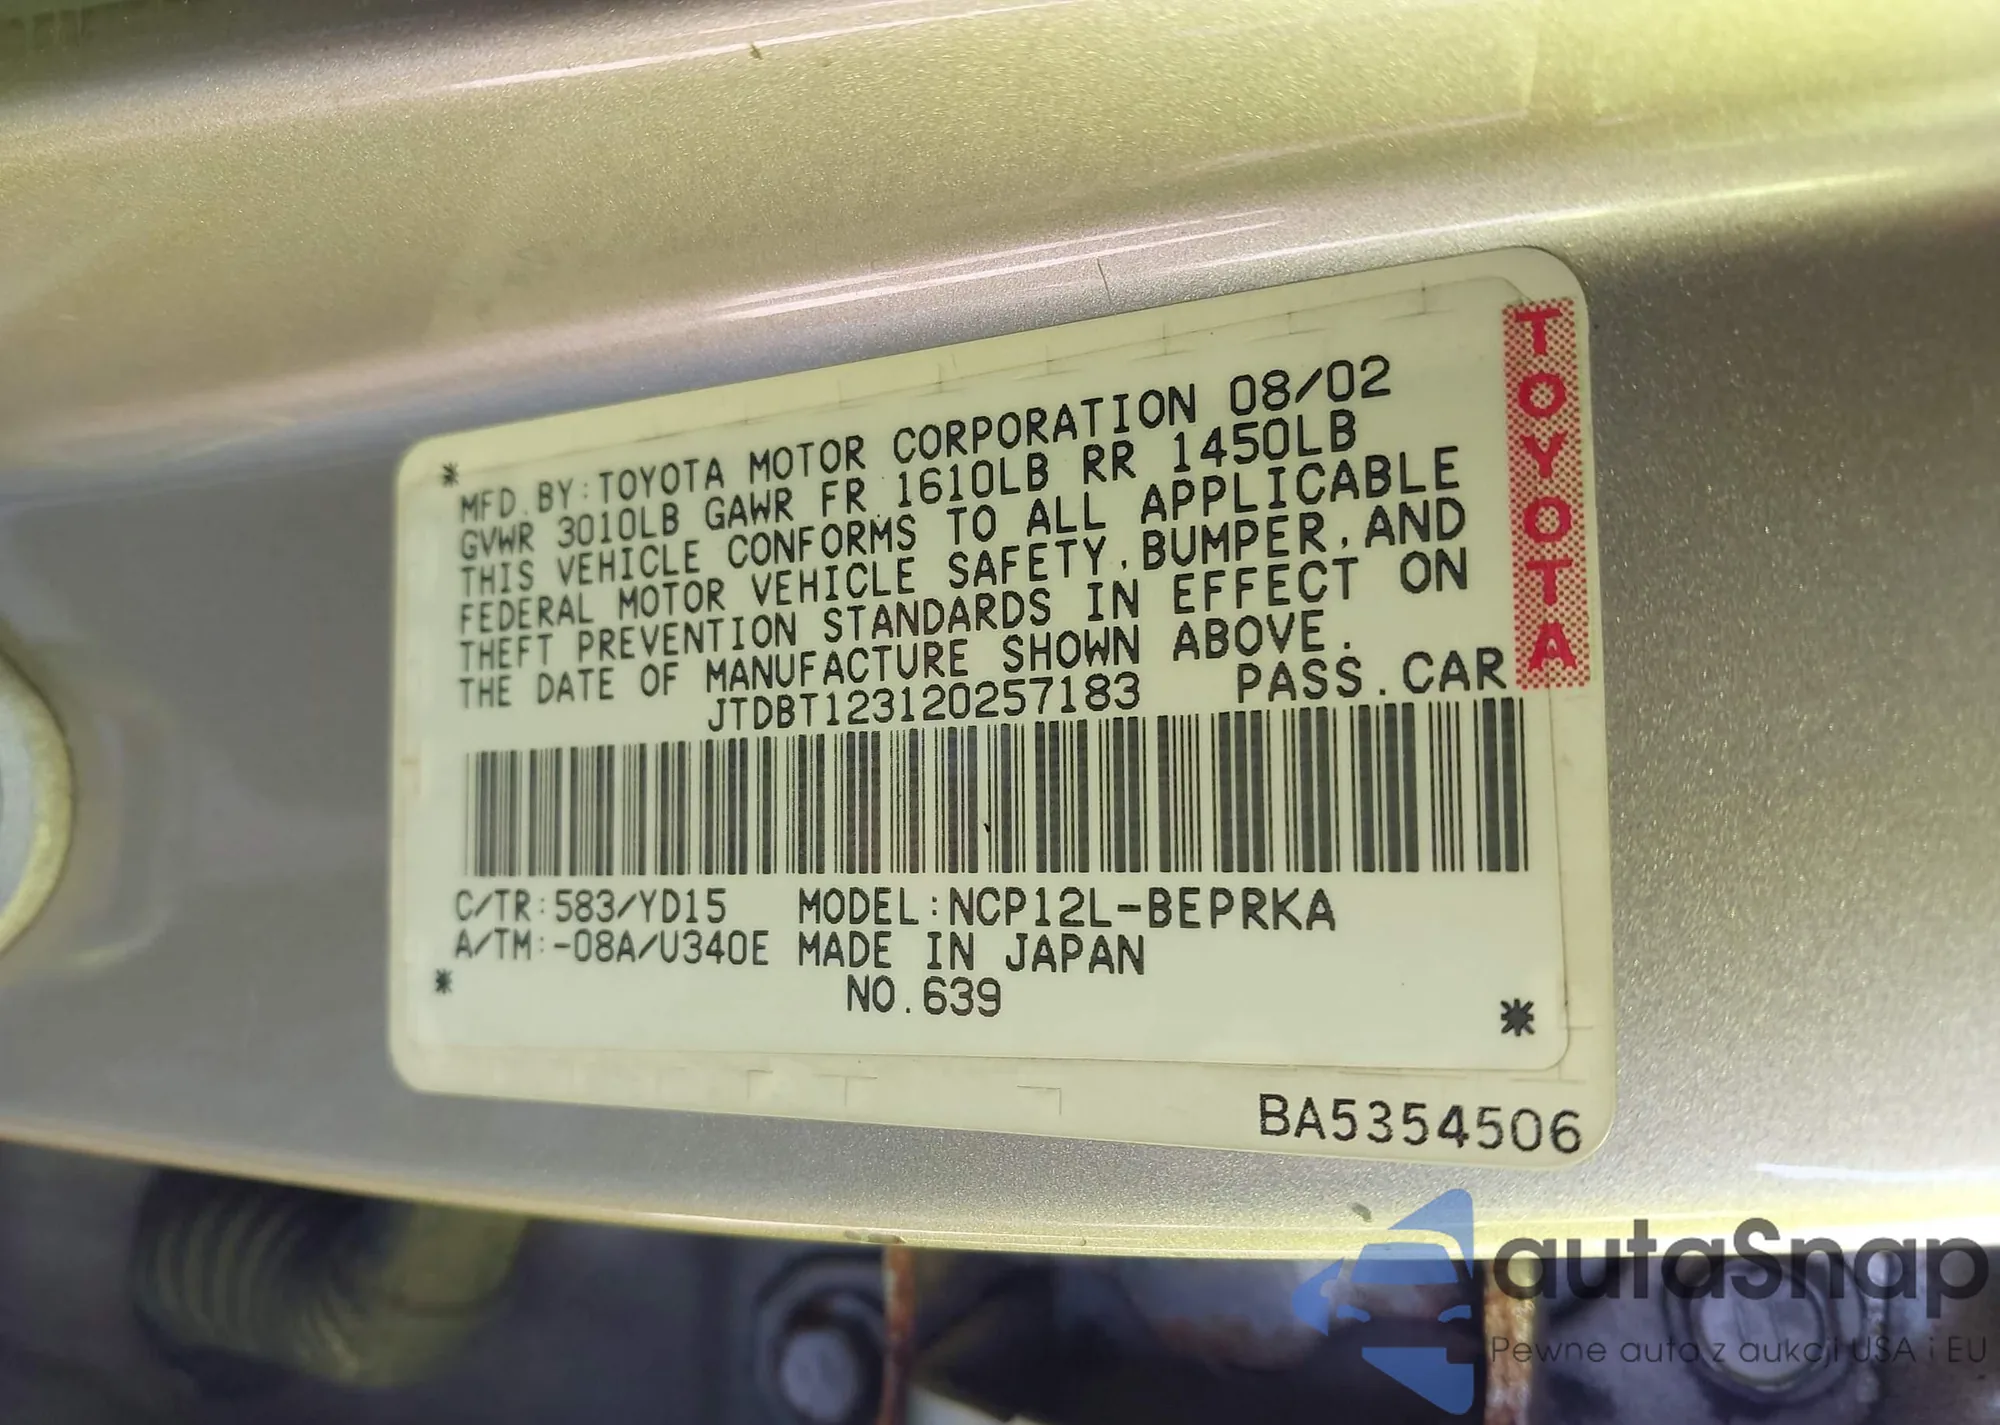 *
MFD.BY:TOYOTA MOTOR CORPORATION 08/02
GVWR 3010LB GAWR FR 1610LB RR 1450LB
THIS VEHICLE CONFORMS TO ALL APPLICABLE
FEDERAL MOTOR VEHICLE SAFETY,BUMPER,AND
THEFT PREVENTION STANDARDS IN EFFECT ON
THE DATE OF MANUFACTURE SHOWN ABOVE.
JTDBT123120257183 PASS.CAR
C/TR:583/YD15 MODEL:NCP12L-BEPRKA
A/TM:-08A/U340E MADE IN JAPAN
* NO.639 *
TOYOTA
BA5354506
autaSnap
Pewne auta z aukcji USA i EU